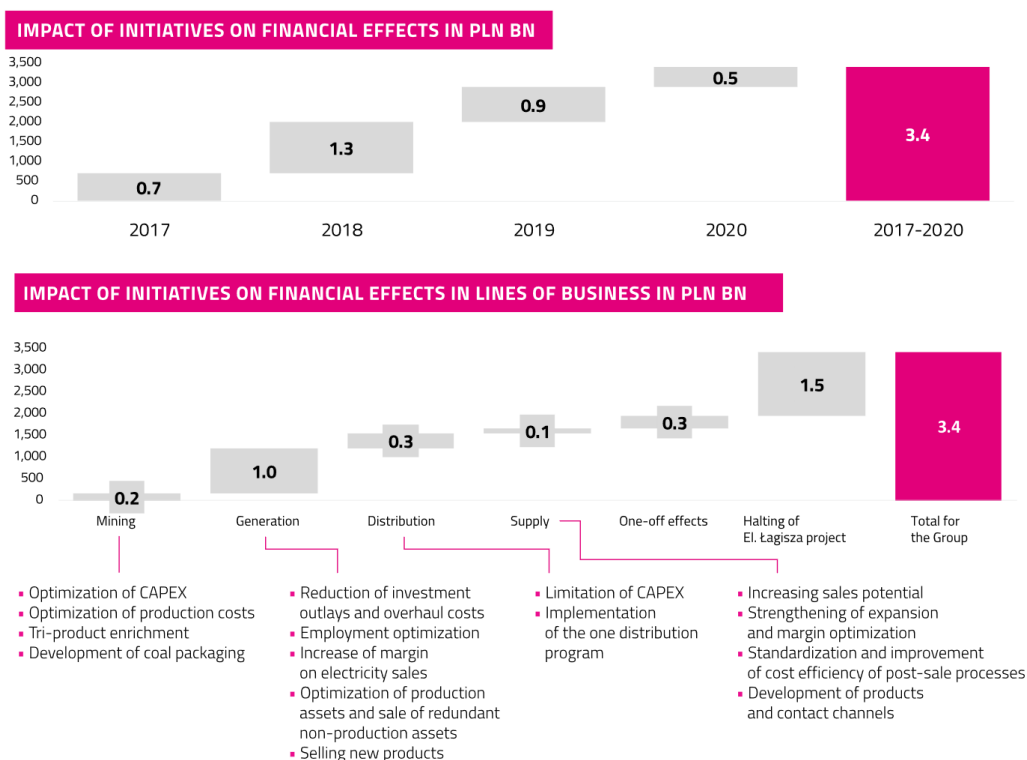 IMPACT OF INITIATIVES ON FINANCIAL EFFECTS IN PLN BN
3,500
3,000
2,500
2,000
1,500
1,000
500
0
0.7
1.3
0.9
0.5
3.4
2017
2018
2019
2020
2017-2020
IMPACT OF INITIATIVES ON FINANCIAL EFFECTS IN LINES OF BUSINESS IN PLN BN
3,500
3,000
2,500
2,000
1,500
1,000
500
0
0.2
1.0
0.3
0.1
0.3
1.5
3.4
Mining
Generation
Distribution
Supply
One-off effects
Halting of
El. Łagisza project
Total for
the Group
▪ Optimization of CAPEX
▪ Optimization of production costs
▪ Tri-product enrichment
▪ Development of coal packaging
▪ Reduction of investment
outlays and overhaul costs
▪ Employment optimization
▪ Increase of margin
on electricity sales
▪ Optimization of production
assets and sale of redundant
non-production assets
▪ Selling new products
▪ Limitation of CAPEX
▪ Implementation
of the one distribution
program
▪ Increasing sales potential
▪ Strengthening of expansion
and margin optimization
▪ Standardization and improvement
of cost efficiency of post-sale processes
▪ Development of products
and contact channels